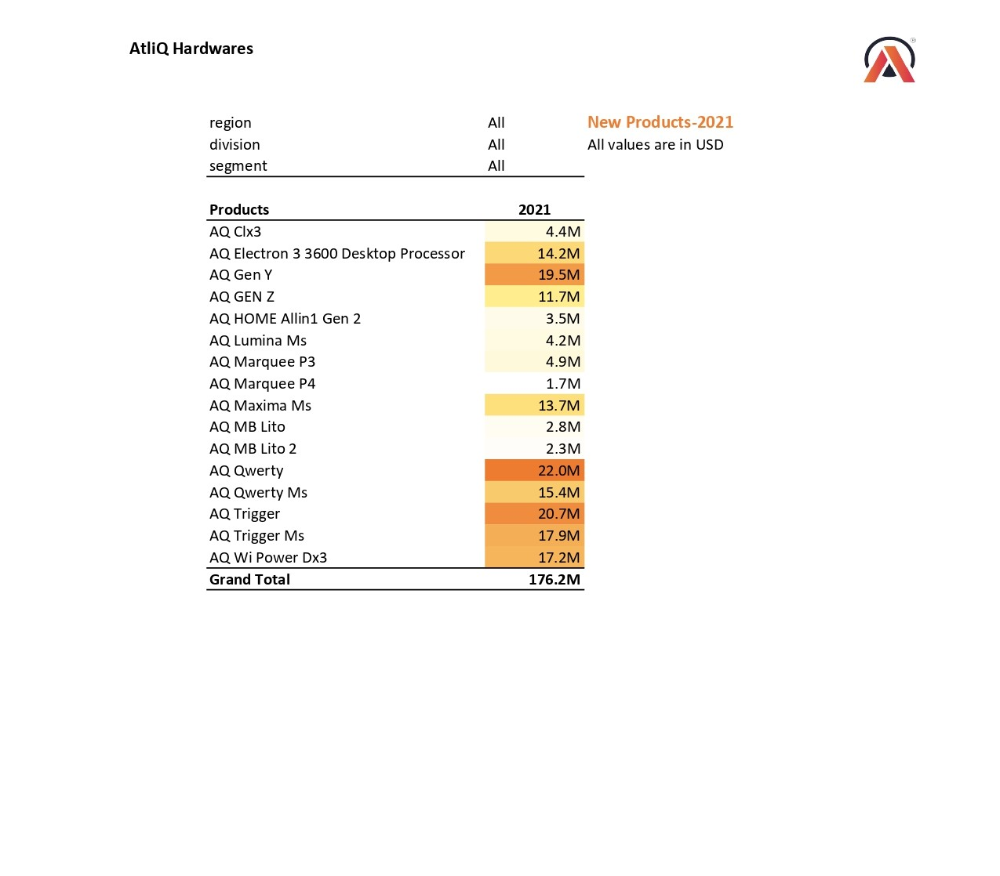 AtliQ Hardwares
®
region All New Products-2021
division All All values are in USD
segment All
Products 2021
AQ Clx3 4.4M
AQ Electron 3 3600 Desktop Processor 14.2M
AQ Gen Y 19.5M
AQ GEN Z 11.7M
AQ HOME Allin1 Gen 2 3.5M
AQ Lumina Ms 4.2M
AQ Marquee P3 4.9M
AQ Marquee P4 1.7M
AQ Maxima Ms 13.7M
AQ MB Lito 2.8M
AQ MB Lito 2 2.3M
AQ Qwerty 22.0M
AQ Qwerty Ms 15.4M
AQ Trigger 20.7M
AQ Trigger Ms 17.9M
AQ Wi Power Dx3 17.2M
Grand Total 176.2M